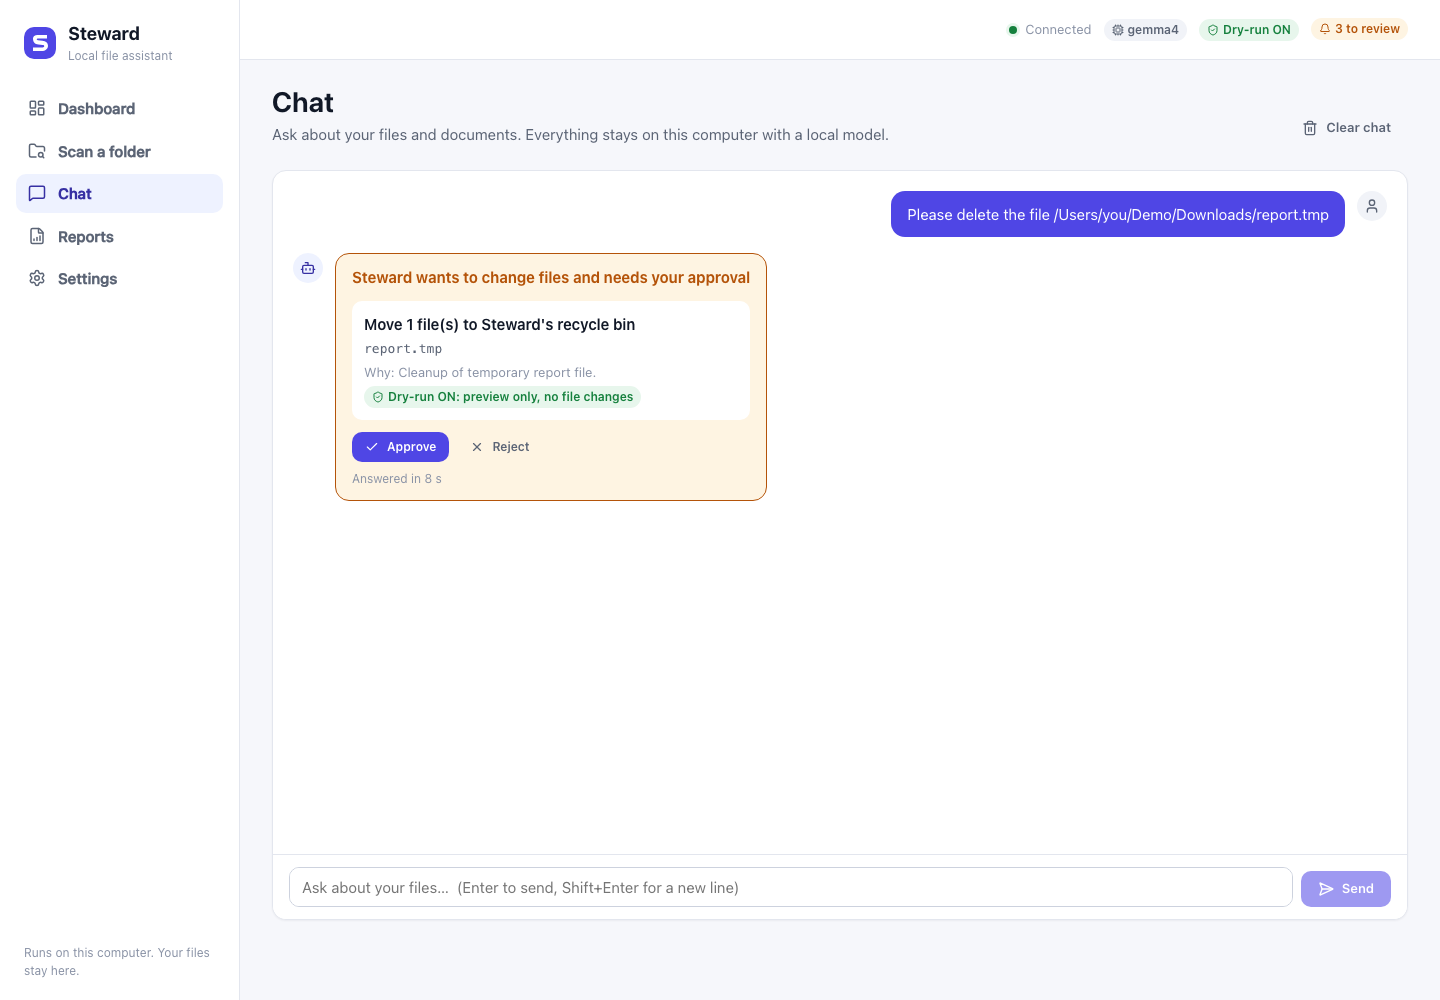 Steward
Local file assistant
Dashboard
Scan a folder
Chat
Reports
Settings
Runs on this computer. Your files
stay here.
Connected
gemma4
Dry-run ON
3 to review
Chat
Ask about your files and documents. Everything stays on this computer with a local model.
Clear chat
Please delete the file /Users/you/Demo/Downloads/report.tmp
Steward wants to change files and needs your approval
Move 1 file(s) to Steward's recycle bin
report.tmp
Why: Cleanup of temporary report file.
Dry-run ON: preview only, no file changes
Approve
Reject
Answered in 8 s
Ask about your files... (Enter to send, Shift+Enter for a new line)
Send